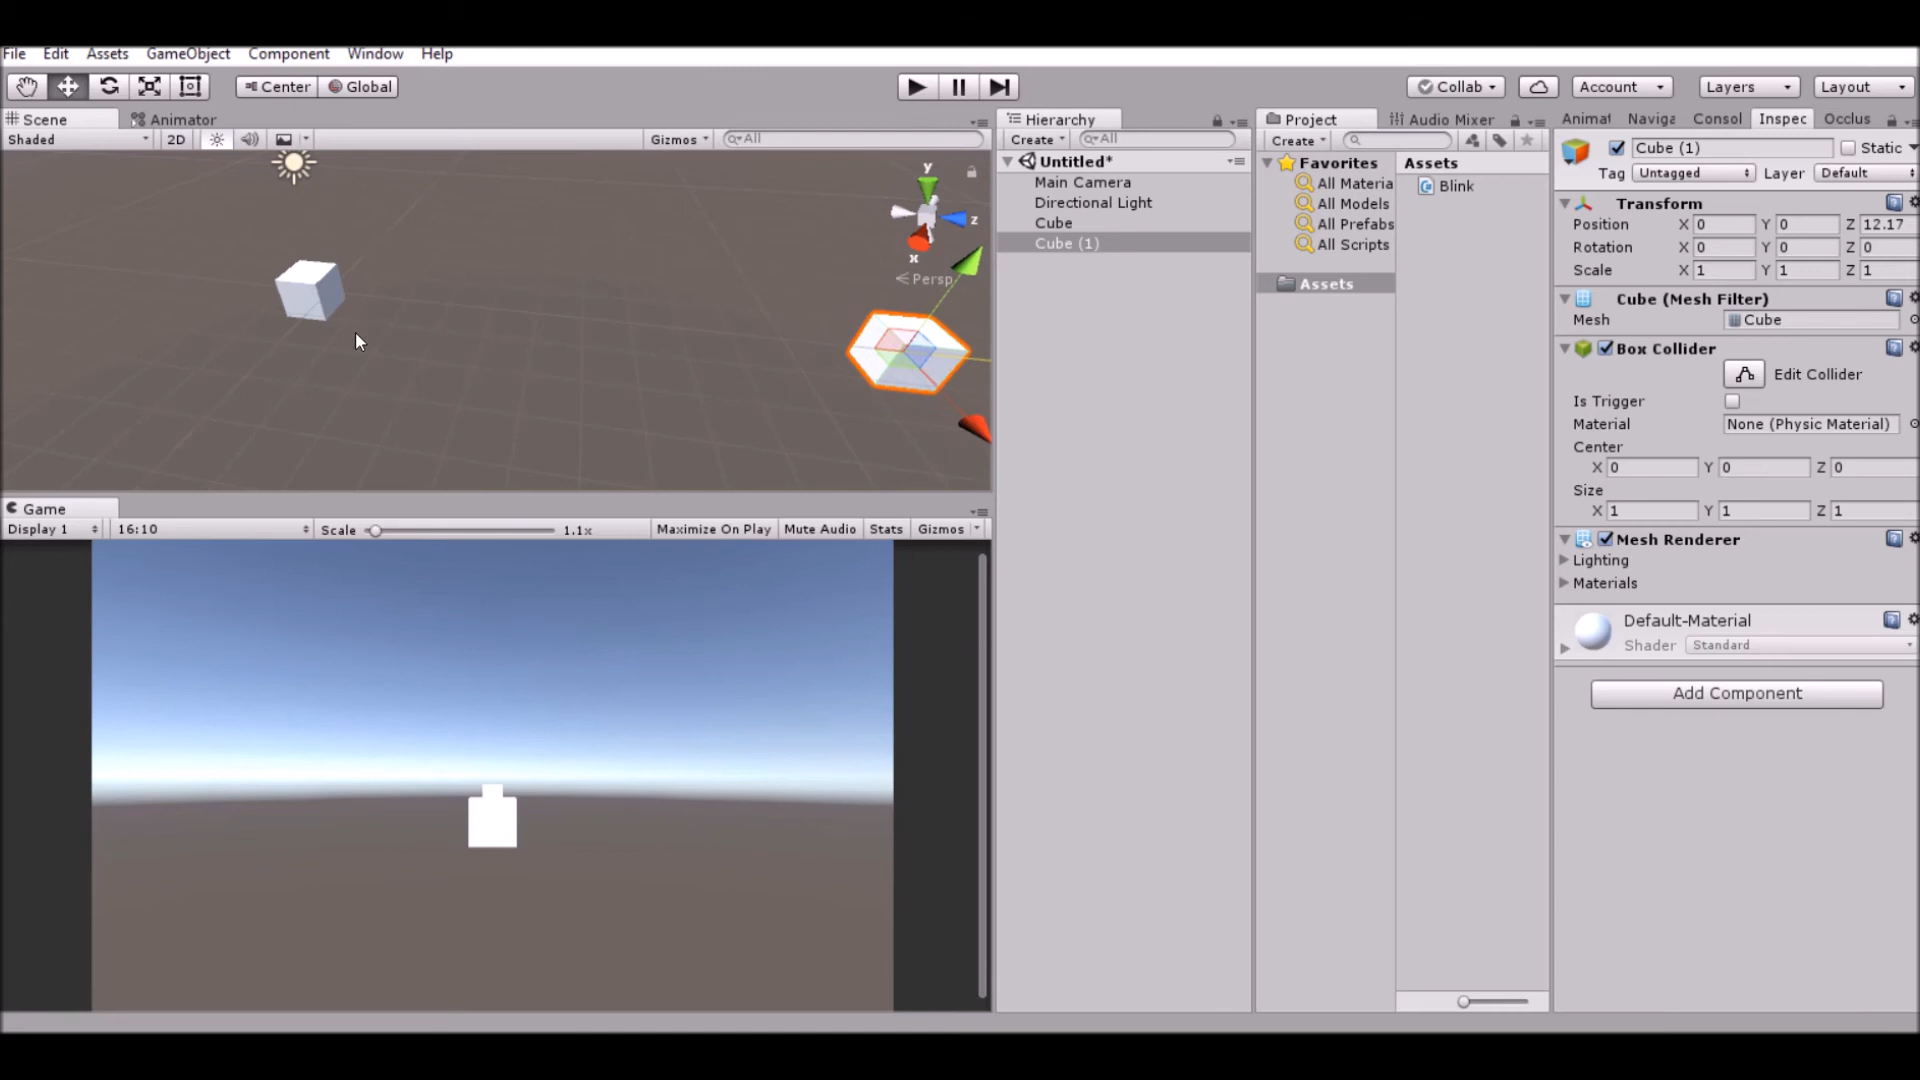 File Edit Assets GameObject Component Window Help
Center Global Collab Account Layers Layout
Scene Animator
Shaded 2D Gizmos All
y
z
x
Persp
Game
Display 1 16:10 Scale 1.1x Maximize On Play Mute Audio Stats Gizmos
Hierarchy
Create All
Untitled*
Main Camera
Directional Light
Cube
Cube (1)
Project Audio Mixer
Create
Favorites
All Materia
All Models
All Prefabs
All Scripts
Assets
Assets
Blink
Animat Naviga Consol Inspec Occlus
Cube (1) Static
Tag Untagged Layer Default
Transform
Position X 0 Y 0 Z 12.17
Rotation X 0 Y 0 Z 0
Scale X 1 Y 1 Z 1
Cube (Mesh Filter)
Mesh Cube
Box Collider
Edit Collider
Is Trigger
Material None (Physic Material)
Center
X 0 Y 0 Z 0
Size
X 1 Y 1 Z 1
Mesh Renderer
Lighting
Materials
Default-Material
Shader Standard
Add Component